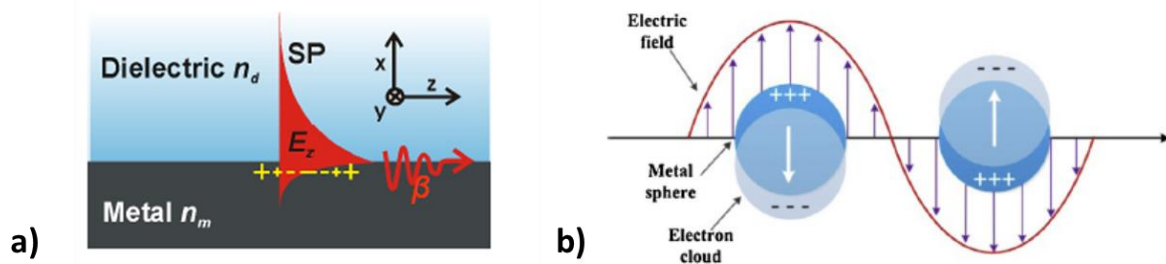 Dielectric n_d
SP
x
z
y
E_z
++----++
β
Metal n_m
a)
Electric
field
+++
---
---
+++
Metal
sphere
Electron
cloud
b)